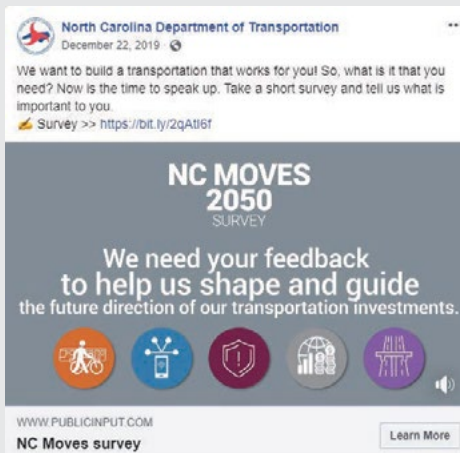 North Carolina Department of Transportation
December 22, 2019 ·
We want to build a transportation that works for you! So, what is it that you
need? Now is the time to speak up. Take a short survey and tell us what is
important to you.
✍ Survey >> https://bit.ly/2qAtI6f
NC MOVES
2050
SURVEY
We need your feedback
to help us shape and guide
the future direction of our transportation investments.
WWW.PUBLICINPUT.COM
NC Moves survey
Learn More